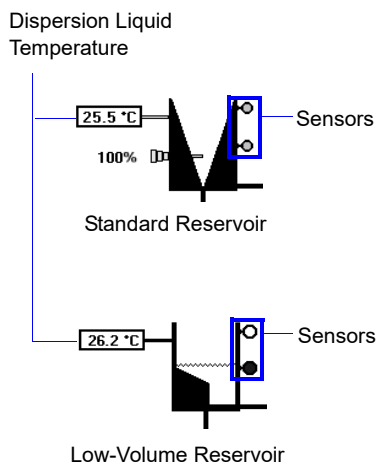 Dispersion Liquid
Temperature
25.5 °C
Sensors
100%
Standard Reservoir
26.2 °C
Sensors
Low-Volume Reservoir